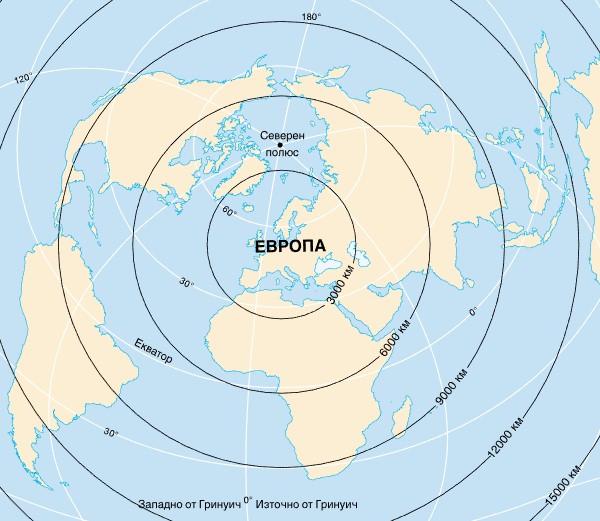 180°
120°
Северен
полюс
60°
ЕВРОПА
30°
3000 км
0°
Екватор
6000 км
9000 км
30°
12000 км
15000 км
Западно от Гринуич 0° Източно от Гринуич